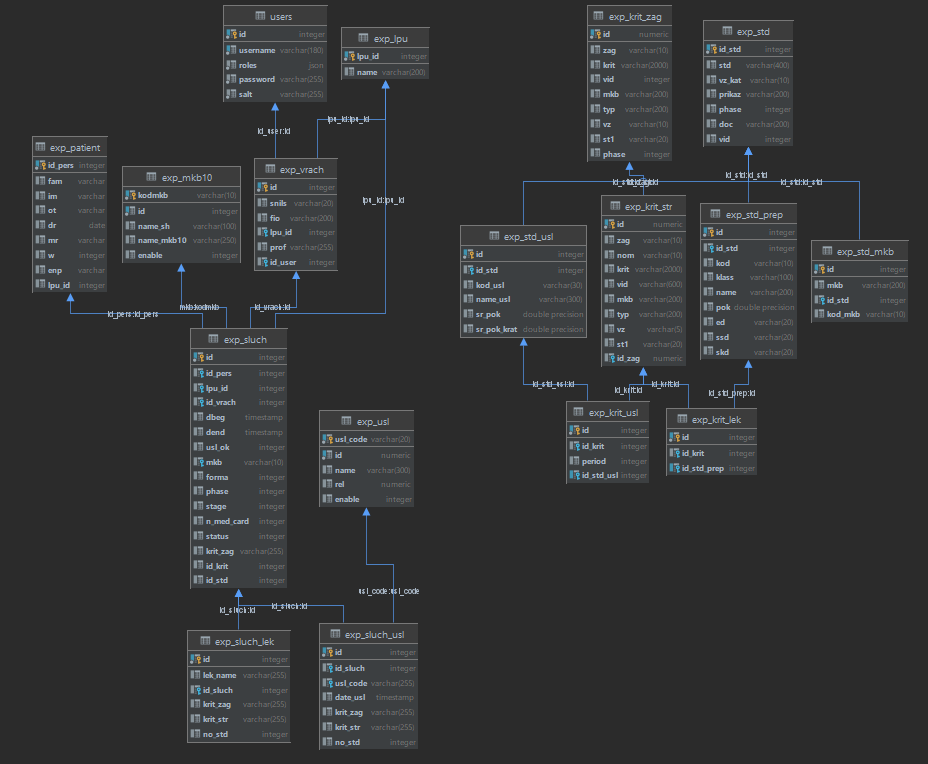 users
id integer
username varchar(180)
roles json
password varchar(255)
salt varchar(255)
exp_lpu
lpu_id integer
name varchar(200)
exp_krit_zag
id numeric
zag varchar(10)
krit varchar(2000)
vid integer
mkb varchar(200)
typ varchar(200)
vz varchar(10)
st1 varchar(20)
phase integer
exp_std
id_std integer
std varchar(400)
vz_kat varchar(10)
prikaz varchar(200)
phase integer
doc varchar(200)
vid integer
id_user:id
lpu_id:lpu_id
lpu_id:lpu_id
exp_patient
id_pers integer
fam varchar
im varchar
ot varchar
dr date
mr varchar
w integer
enp varchar
lpu_id integer
exp_mkb10
kodmkb varchar(10)
id integer
name_sh varchar(100)
name_mkb10 varchar(250)
enable integer
exp_vrach
id integer
snils varchar(20)
fio varchar(200)
lpu_id integer
prof varchar(255)
id_user integer
id_std:id_std
id_std:id_std
exp_std_usl
id integer
id_std integer
kod_usl varchar(30)
name_usl varchar(300)
sr_pok double precision
sr_pok_krat double precision
exp_krit_str
id numeric
zag varchar(10)
nom varchar(10)
krit varchar(2000)
vid varchar(600)
mkb varchar(200)
typ varchar(200)
vz varchar(5)
st1 varchar(20)
id_zag numeric
exp_std_prep
id integer
id_std integer
kod varchar(10)
klass varchar(100)
name varchar(200)
pok double precision
ed varchar(20)
ssd varchar(20)
skd varchar(20)
exp_std_mkb
id integer
mkb varchar(200)
id_std integer
kod_mkb varchar(10)
id_pers:id_pers
mkb:kodmkb
id_vrach:id
exp_sluch
id integer
id_pers integer
lpu_id integer
id_vrach integer
dbeg timestamp
dend timestamp
usl_ok integer
mkb varchar(10)
forma integer
phase integer
stage integer
n_med_card integer
status integer
krit_zag varchar(255)
id_krit integer
id_std integer
exp_usl
usl_code varchar(20)
id numeric
name varchar(300)
rel numeric
enable integer
id_std_usl:id
id_krit:id
id_krit:id
id_std_prep:id
exp_krit_usl
id integer
id_krit integer
period integer
id_std_usl integer
exp_krit_lek
id integer
id_krit integer
id_std_prep integer
usl_code:usl_code
id_sluch:id
id_sluch:id
exp_sluch_lek
id integer
lek_name varchar(255)
id_sluch integer
krit_zag varchar(255)
krit_str varchar(255)
no_std integer
exp_sluch_usl
id integer
id_sluch integer
usl_code varchar(255)
date_usl timestamp
krit_zag varchar(255)
krit_str varchar(255)
no_std integer